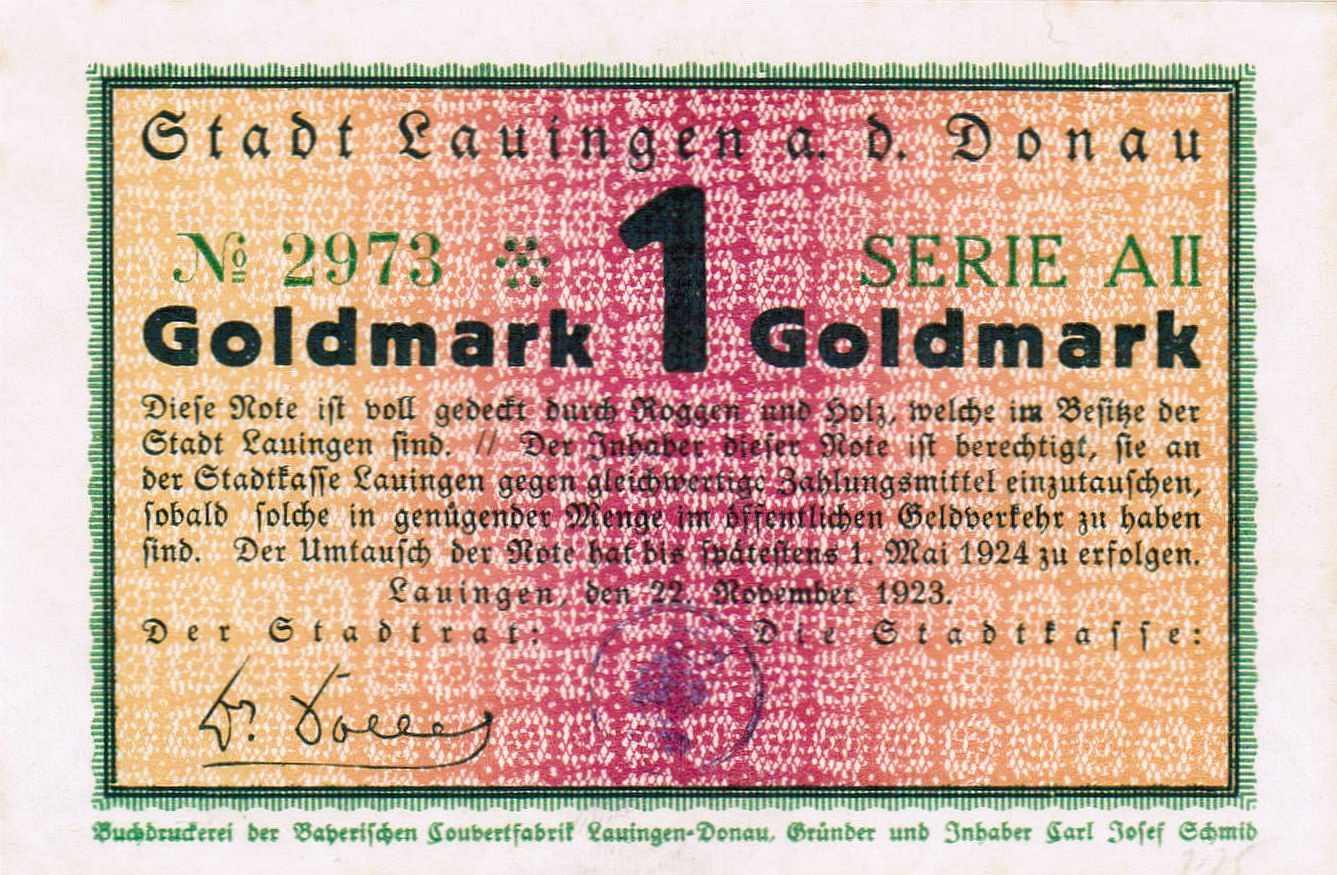 Stadt Lauingen a. d. Donau
№ 2973
SERIE A II
1
Goldmark Goldmark
Diese Note ist voll gedeckt durch Roggen und Holz, welche im Besitze der
Stadt Lauingen sind. // Der Inhaber dieser Note ist berechtigt, sie an
der Stadtkasse Lauingen gegen gleichwertige Zahlungsmittel einzutauschen,
sobald solche in genügender Menge im öffentlichen Geldverkehr zu haben
sind. Der Umtausch der Note hat bis spätestens 1. Mai 1924 zu erfolgen.
Lauingen, den 22. November 1923.
Der Stadtrat: Die Stadtkasse:
Dr.
Buchdruckerei der Bayerischen Couvertfabrik Lauingen-Donau. Gründer und Inhaber Carl Josef Schmid